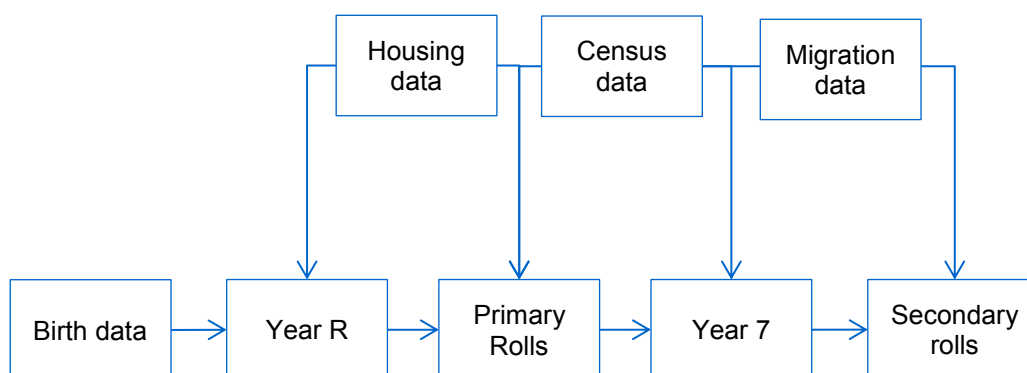 Housing
data
Census
data
Migration
data
Birth data
Year R
Primary
Rolls
Year 7
Secondary
rolls